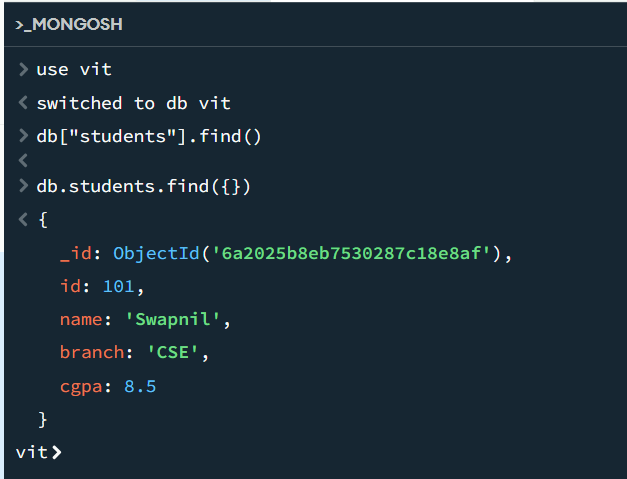 >_MONGOSH
> use vit
< switched to db vit
> db["students"].find()
<
> db.students.find({})
< {
_id: ObjectId('6a2025b8eb7530287c18e8af'),
id: 101,
name: 'Swapnil',
branch: 'CSE',
cgpa: 8.5
}
vit>